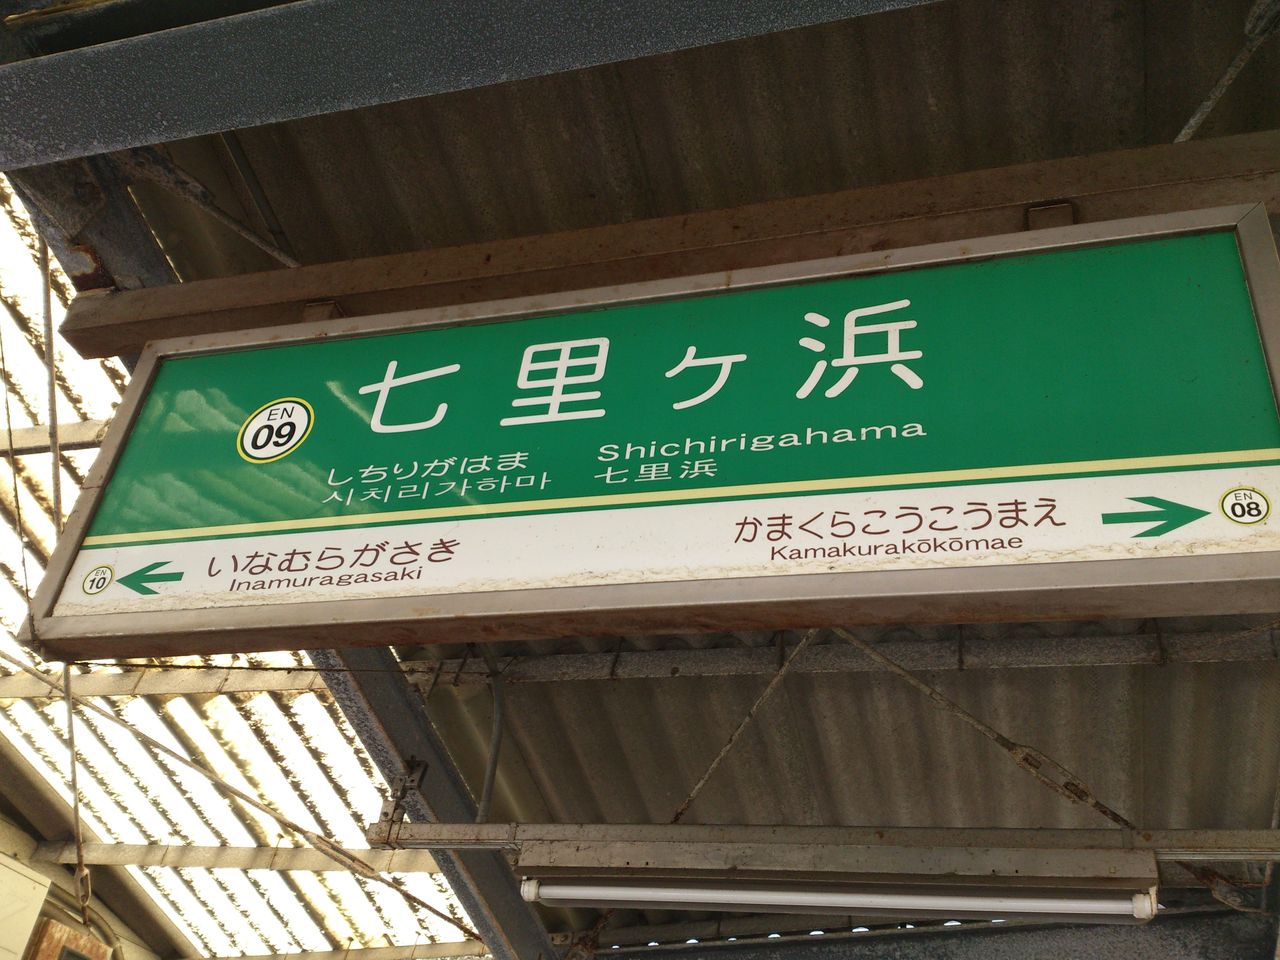 EN
09
七里ヶ浜
しちりがはま
Shichirigahama
시치리가하마
七里浜
EN
10
いなむらがさき
Inamuragasaki
かまくらこうこうまえ
Kamakurakōkōmae
EN
08